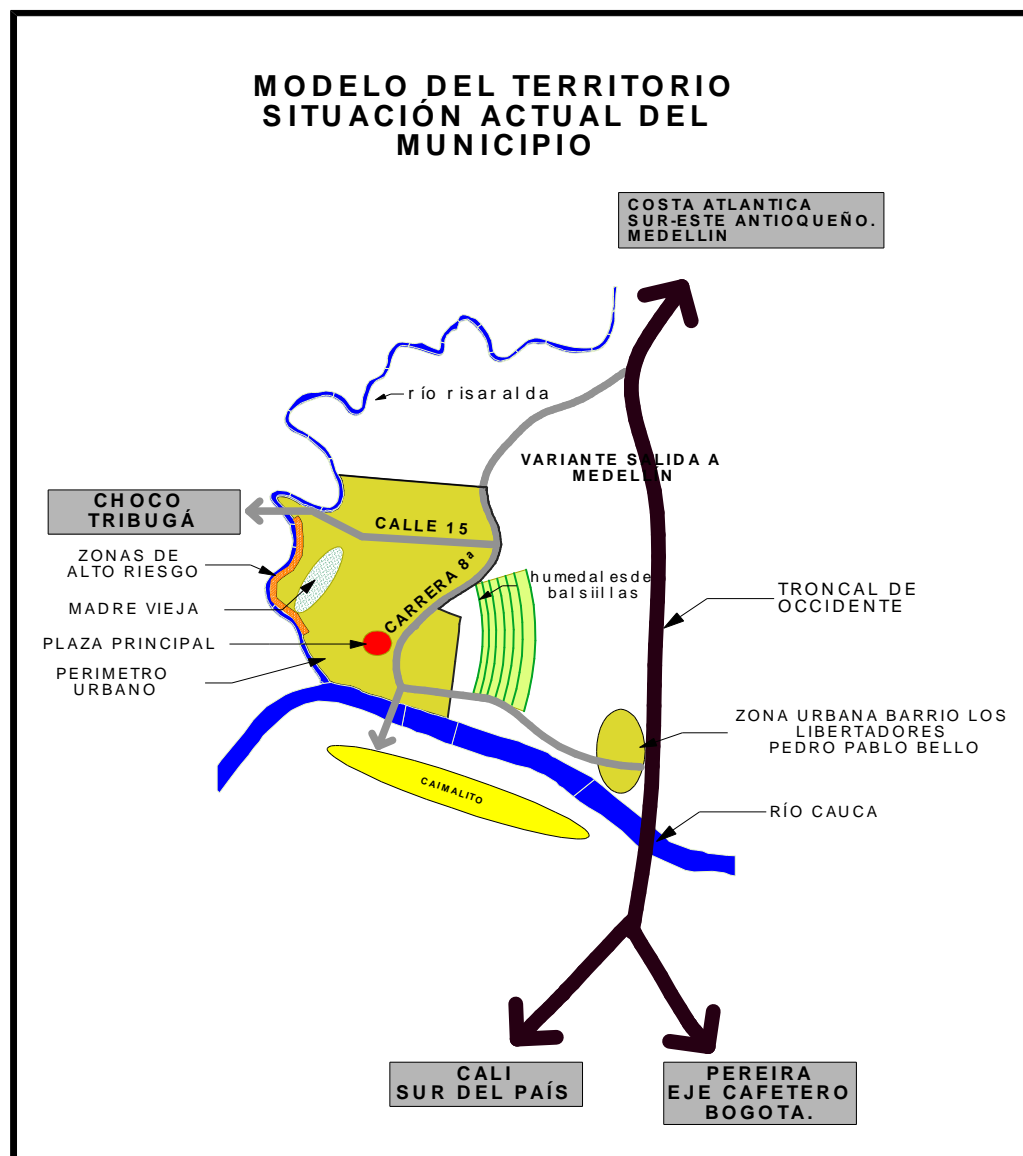 MODELO DEL TERRITORIO
SITUACIÓN ACTUAL DEL
MUNICIPIO
COSTA ATLANTICA
SUR-ESTE ANTIOQUEÑO.
MEDELLIN
río risaralda
VARIANTE SALIDA A
MEDELLIN
CHOCO
TRIBUGÁ
CALLE 15
CARRERA 8ª
ZONAS DE
ALTO RIESGO
humedalesde
balsiillas
MADRE VIEJA
TRONCAL DE
OCCIDENTE
PLAZA PRINCIPAL
PERIMETRO
URBANO
ZONA URBANA BARRIO LOS
LIBERTADORES
PEDRO PABLO BELLO
CAIMALITO
RÍO CAUCA
CALI
SUR DEL PAÍS
PEREIRA
EJE CAFETERO
BOGOTA.